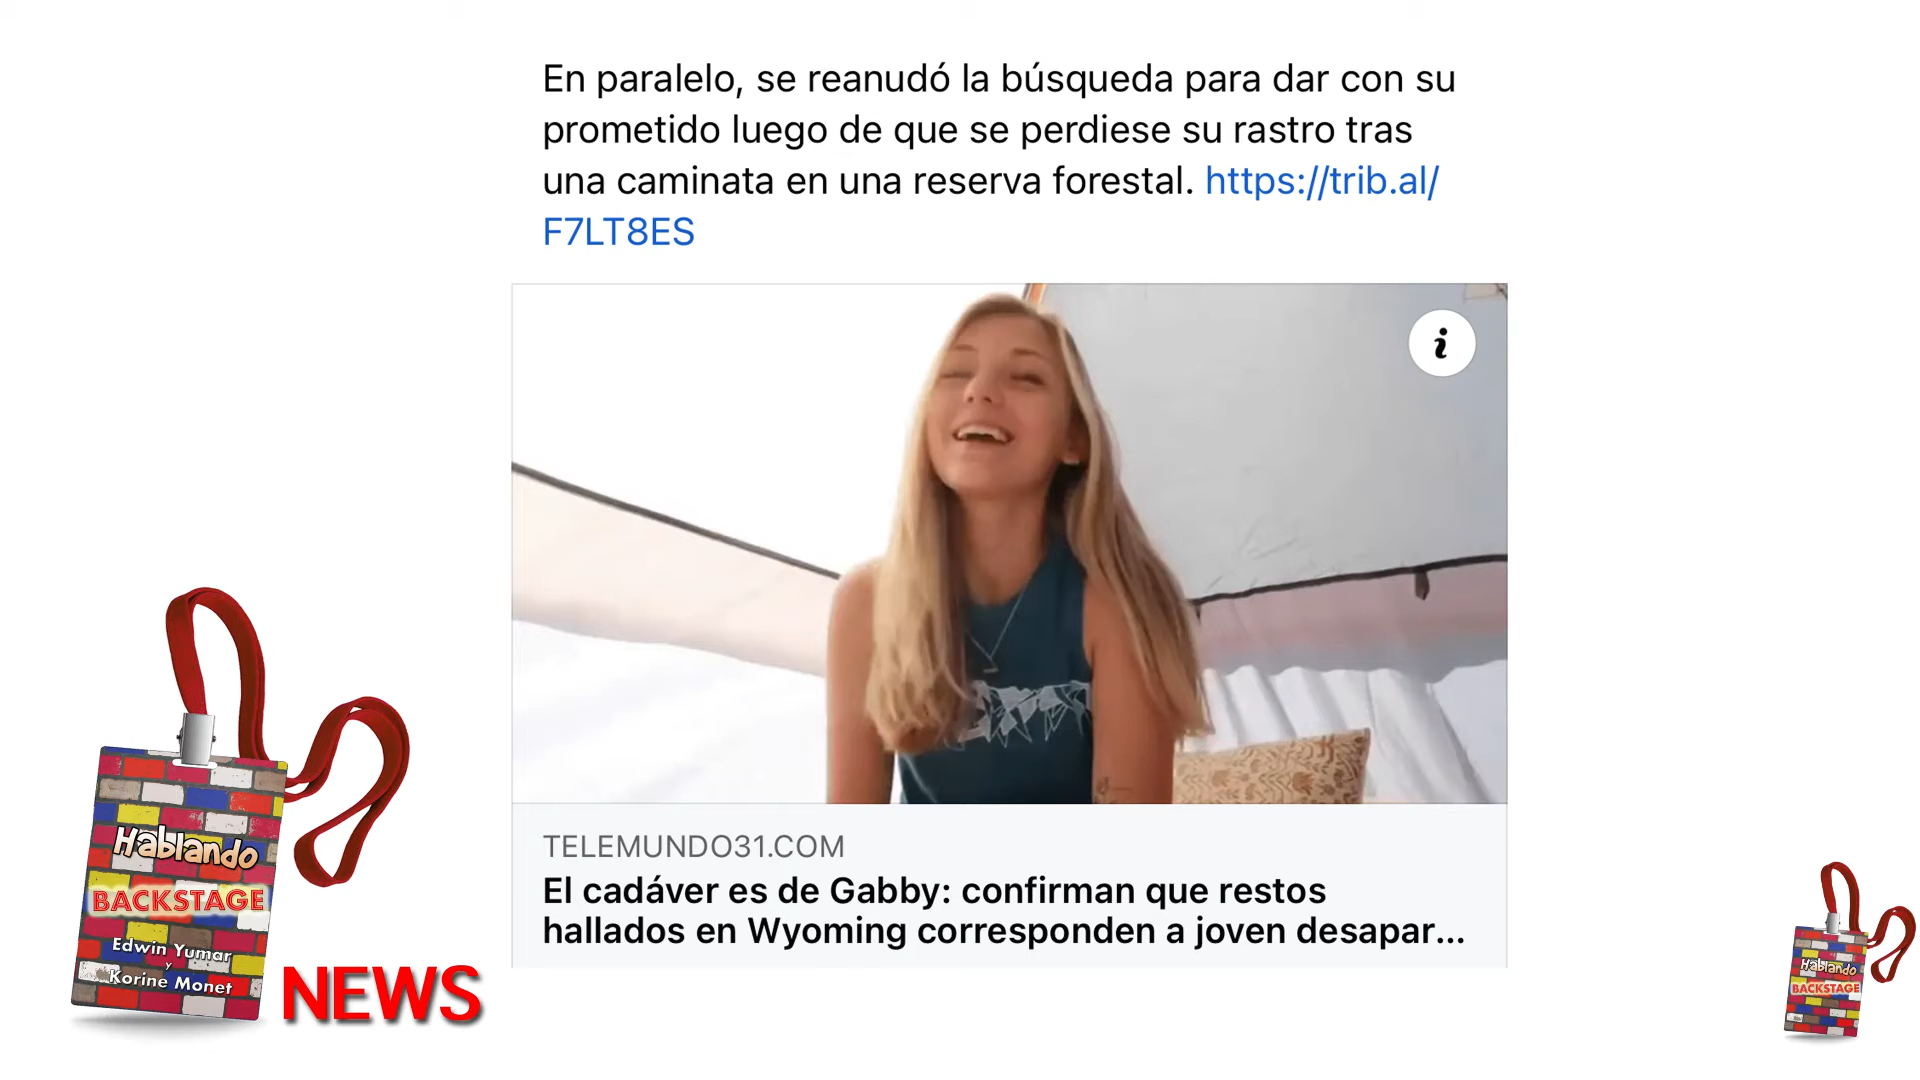 En paralelo, se reanudó la búsqueda para dar con su
prometido luego de que se perdiese su rastro tras
una caminata en una reserva forestal. https://trib.al/
F7LT8ES
TELEMUNDO31.COM
El cadáver es de Gabby: confirman que restos
hallados en Wyoming corresponden a joven desapar...
Hablando
BACKSTAGE
Edwin Yumar
y
Korine Monet
NEWS
Hablando
BACKSTAGE